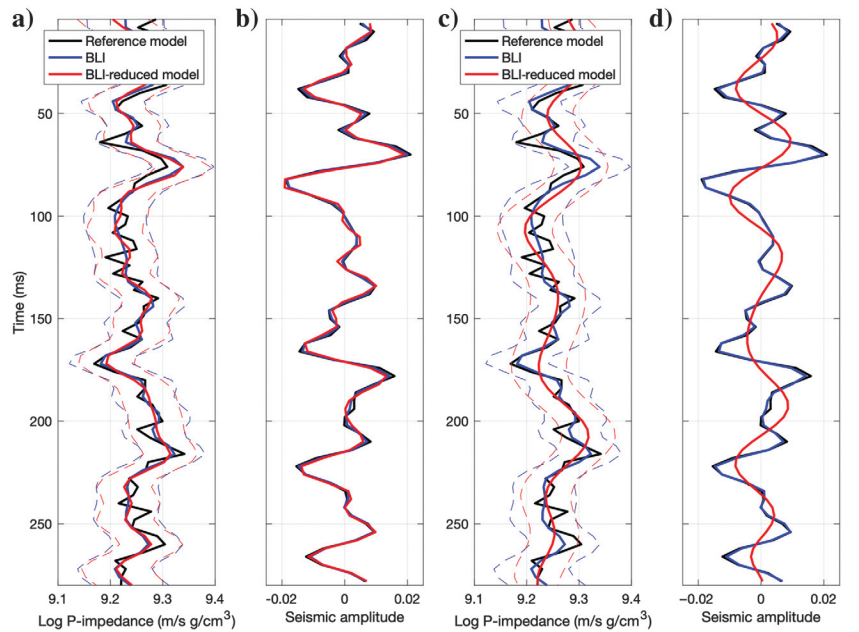 a) b) c) d)
Reference model
BLI
BLI-reduced model
Reference model
BLI
BLI-reduced model
50
100
150
200
250
Time (ms)
50
100
150
200
250
9.1 9.2 9.3 9.4
−0.02 0 0.02
9.1 9.2 9.3 9.4
−0.02 0 0.02
Log P-impedance (m/s g/cm³)
Seismic amplitude
Log P-impedance (m/s g/cm³)
Seismic amplitude